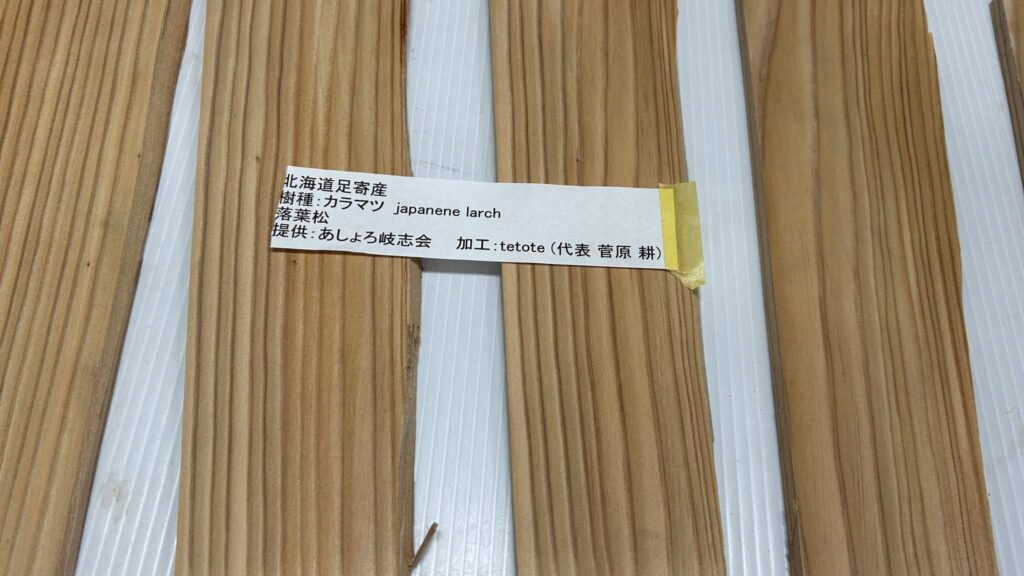 北海道足寄産
樹種：カラマツ japanene larch
落葉松
提供：あしょろ岐志会 加工：tetote（代表 菅原 耕）